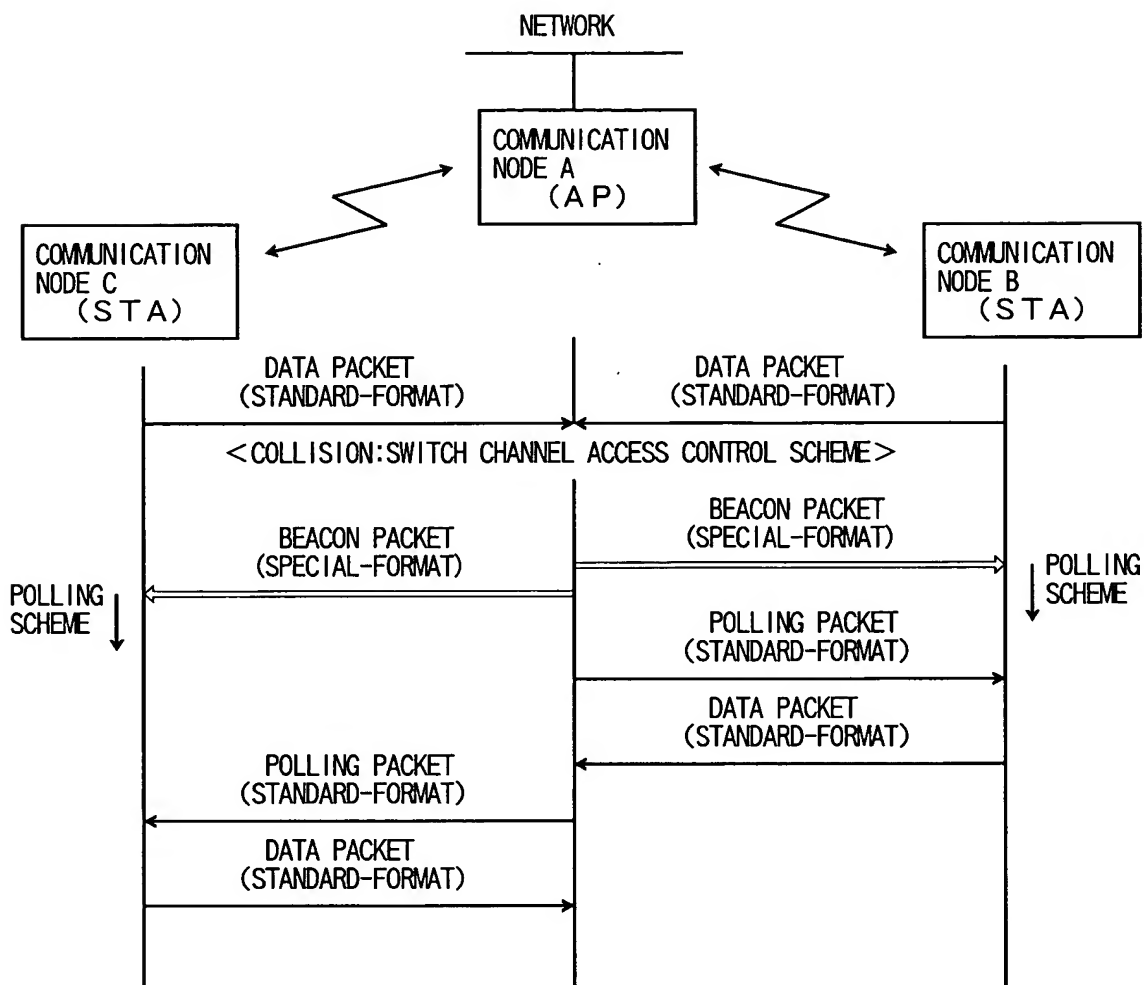 NETWORK
COMMUNICATION
NODE A
(AP)
COMMUNICATION
NODE C
(STA)
COMMUNICATION
NODE B
(STA)
DATA PACKET
(STANDARD-FORMAT)
DATA PACKET
(STANDARD-FORMAT)
<COLLISION:SWITCH CHANNEL ACCESS CONTROL SCHEME>
BEACON PACKET
(SPECIAL-FORMAT)
BEACON PACKET
(SPECIAL-FORMAT)
POLLING
SCHEME
POLLING
SCHEME
POLLING PACKET
(STANDARD-FORMAT)
DATA PACKET
(STANDARD-FORMAT)
POLLING PACKET
(STANDARD-FORMAT)
DATA PACKET
(STANDARD-FORMAT)